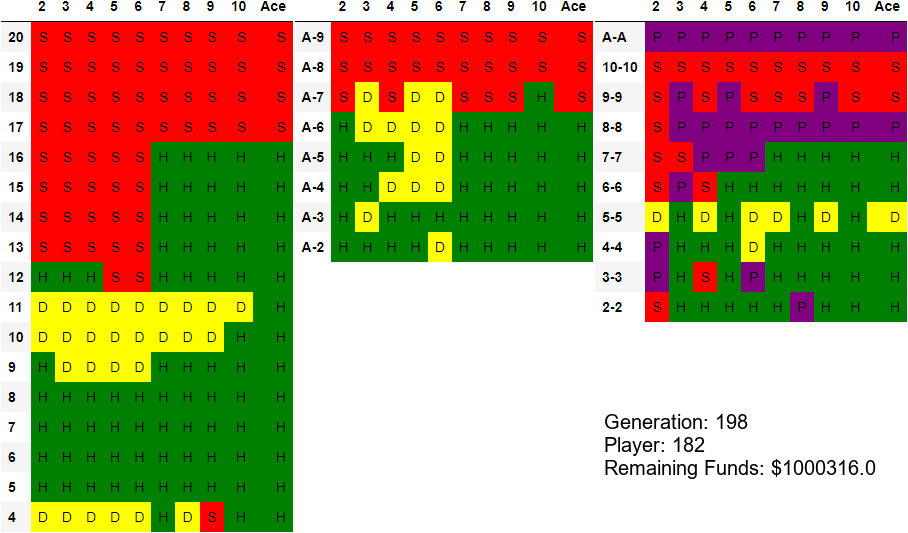 2 3 4 5 6 7 8 9 10 Ace
20 S S S S S S S S S S
19 S S S S S S S S S S
18 S S S S S S S S S S
17 S S S S S S S S S S
16 S S S S S H H H H H
15 S S S S S H H H H H
14 S S S S S H H H H H
13 S S S S S H H H H H
12 H H H S S H H H H H
11 D D D D D D D D D H
10 D D D D D D D D H H
9 H D D D D H H H H H
8 H H H H H H H H H H
7 H H H H H H H H H H
6 H H H H H H H H H H
5 H H H H H H H H H H
4 D D D D D H D S H H
2 3 4 5 6 7 8 9 10 Ace
A-9 S S S S S S S S S S
A-8 S S S S S S S S S S
A-7 S D S D D S S S H S
A-6 H D D D D H H H H H
A-5 H H H D D H H H H H
A-4 H H D D D H H H H H
A-3 H D H H H H H H H H
A-2 H H H H D H H H H H
2 3 4 5 6 7 8 9 10 Ace
A-A P P P P P P P P P P
10-10 S S S S S S S S S S
9-9 S P S P S S S P S S
8-8 S P P P P P P P P P
7-7 S S P P P H H H H H
6-6 S P S H H H H H H H
5-5 D H D H D D H D H D
4-4 P H H H D H H H H H
3-3 P H S H P H H H H H
2-2 S H H H H H P H H H
Generation: 198
Player: 182
Remaining Funds: $1000316.0